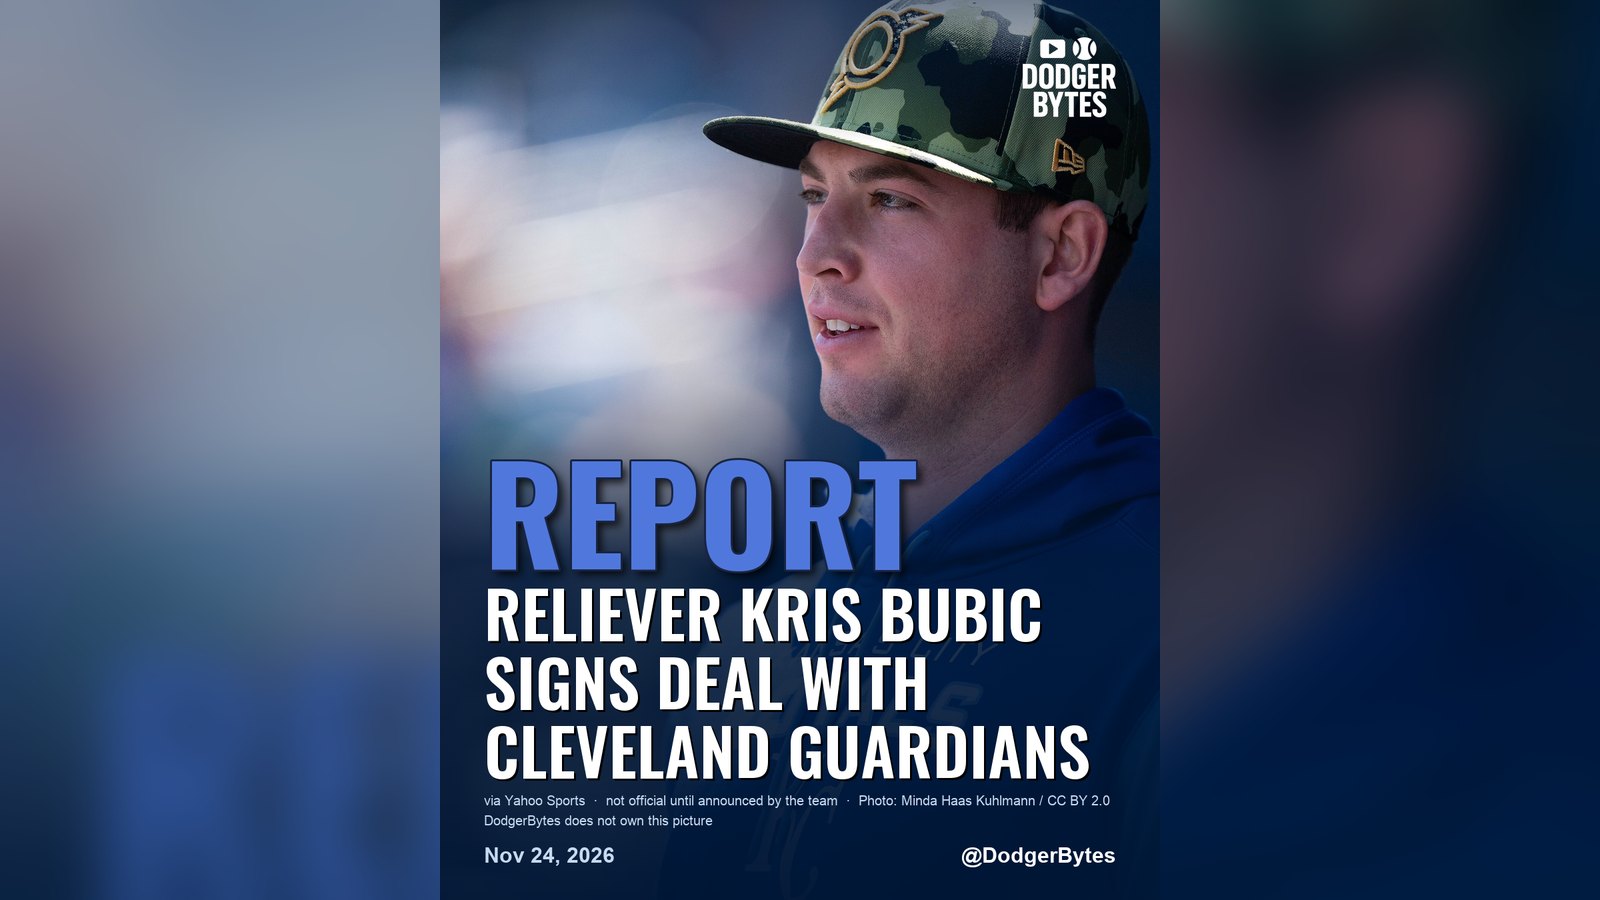 DODGER
BYTES
REPORT
RELIEVER KRIS BUBIC
SIGNS DEAL WITH
CLEVELAND GUARDIANS
via Yahoo Sports · not official until announced by the team · Photo: Minda Haas Kuhlmann / CC BY 2.0
DodgerBytes does not own this picture
Nov 24, 2026
@DodgerBytes